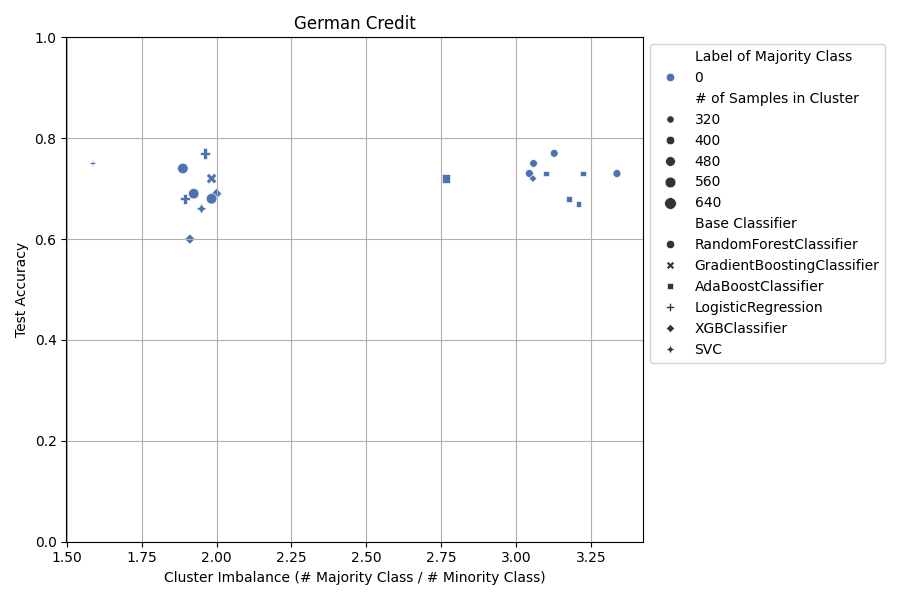 German Credit
1.0
0.8
0.6
0.4
0.2
0.0
Test Accuracy
1.50 1.75 2.00 2.25 2.50 2.75 3.00 3.25
Cluster Imbalance (# Majority Class / # Minority Class)
Label of Majority Class
0
# of Samples in Cluster
320
400
480
560
640
Base Classifier
RandomForestClassifier
GradientBoostingClassifier
AdaBoostClassifier
LogisticRegression
XGBClassifier
SVC